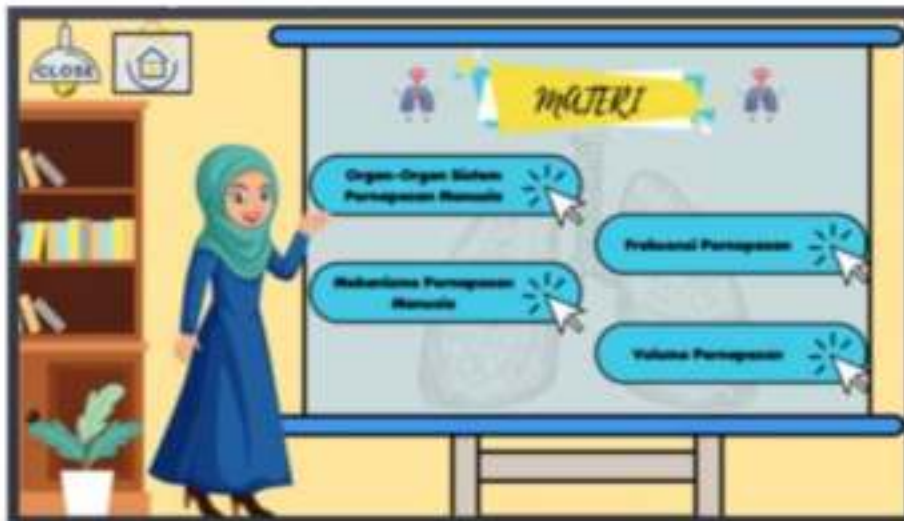 CLOSE
MATERI
Organ-Organ Sistem
Pernapasan Manusia
Frekuensi Pernapasan
Mekanisme Pernapasan
Manusia
Volume Pernapasan